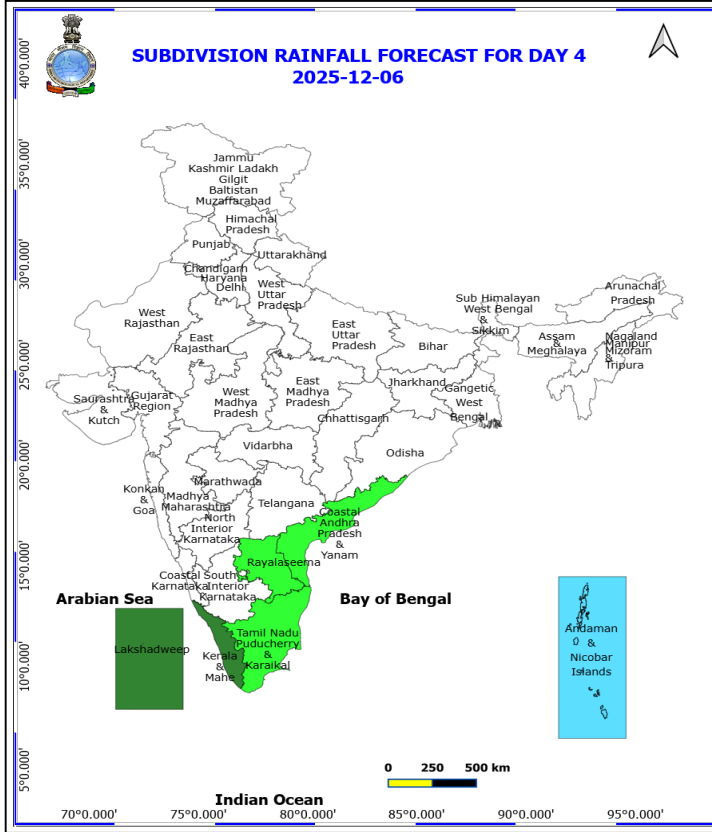 SUBDIVISION RAINFALL FORECAST FOR DAY 4
2025-12-06
40°0.000'
35°0.000'
30°0.000'
25°0.000'
20°0.000'
15°0.000'
10°0.000'
5°0.000'
Jammu
Kashmir Ladakh
Gilgit
Baltistan
Muzaffarabad
Himachal
Pradesh
Punjab
Uttarakhand
Chandigarh
Haryana
Delhi
West
Uttar
Pradesh
West
Rajasthan
East
Rajasthan
East
Uttar
Pradesh
Bihar
Sub Himalayan
West Bengal
&
Sikkim
Arunachal
Pradesh
Assam
&
Meghalaya
Nagaland
Manipur
Mizoram
&
Tripura
Saurashtra
&
Kutch
Gujarat
Region
West
Madhya
Pradesh
East
Madhya
Pradesh
Jharkhand
Gangetic
West
Bengal
Chhattisgarh
Odisha
Vidarbha
Konkan
&
Goa
Madhya
Maharashtra
Marathwada
Telangana
North
Interior
Karnataka
Coastal
Andhra
Pradesh
&
Yanam
Rayalaseema
Coastal
Karnataka
South
Interior
Karnataka
Arabian Sea
Bay of Bengal
Lakshadweep
Kerala
&
Mahe
Tamil Nadu
Puducherry
&
Karaikal
Andaman
&
Nicobar
Islands
0 250 500 km
Indian Ocean
70°0.000' 75°0.000' 80°0.000' 85°0.000' 90°0.000' 95°0.000'